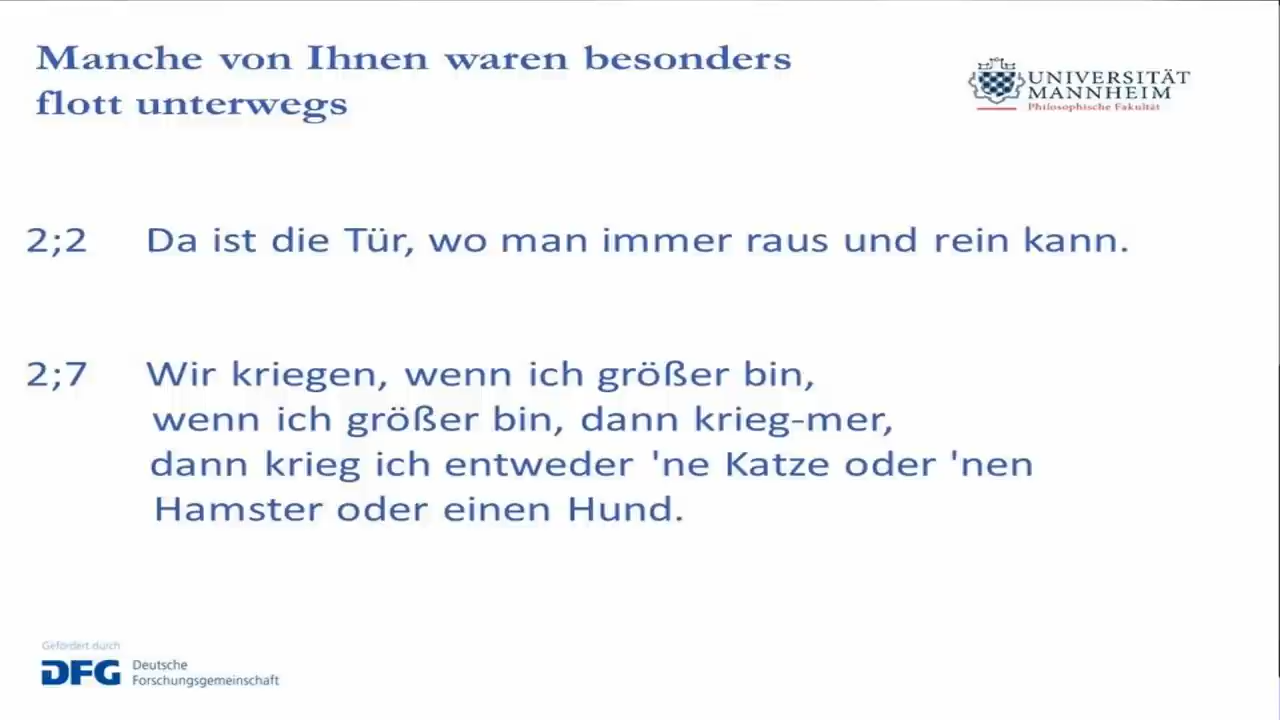 Manche von Ihnen waren besonders
flott unterwegs
UNIVERSITÄT
MANNHEIM
Philosophische Fakultät
2;2 Da ist die Tür, wo man immer raus und rein kann.
2;7 Wir kriegen, wenn ich größer bin,
wenn ich größer bin, dann krieg-mer,
dann krieg ich entweder 'ne Katze oder 'nen
Hamster oder einen Hund.
Gefördert durch
DFG Deutsche
Forschungsgemeinschaft